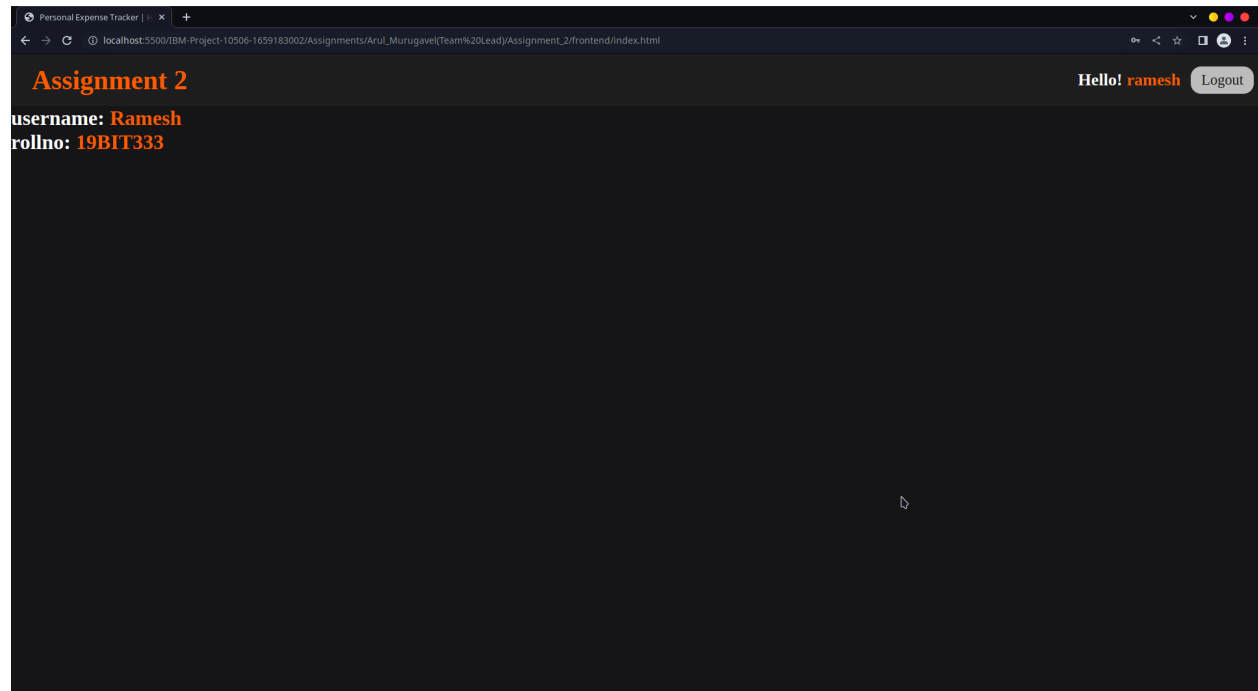 Personal Expense Tracker | H
localhost:5500/IBM-Project-10506-1659183002/Assignments/Arul_Murugavel(Team%20Lead)/Assignment_2/frontend/index.html
Assignment 2
Hello! ramesh Logout
username: Ramesh
rollno: 19BIT333